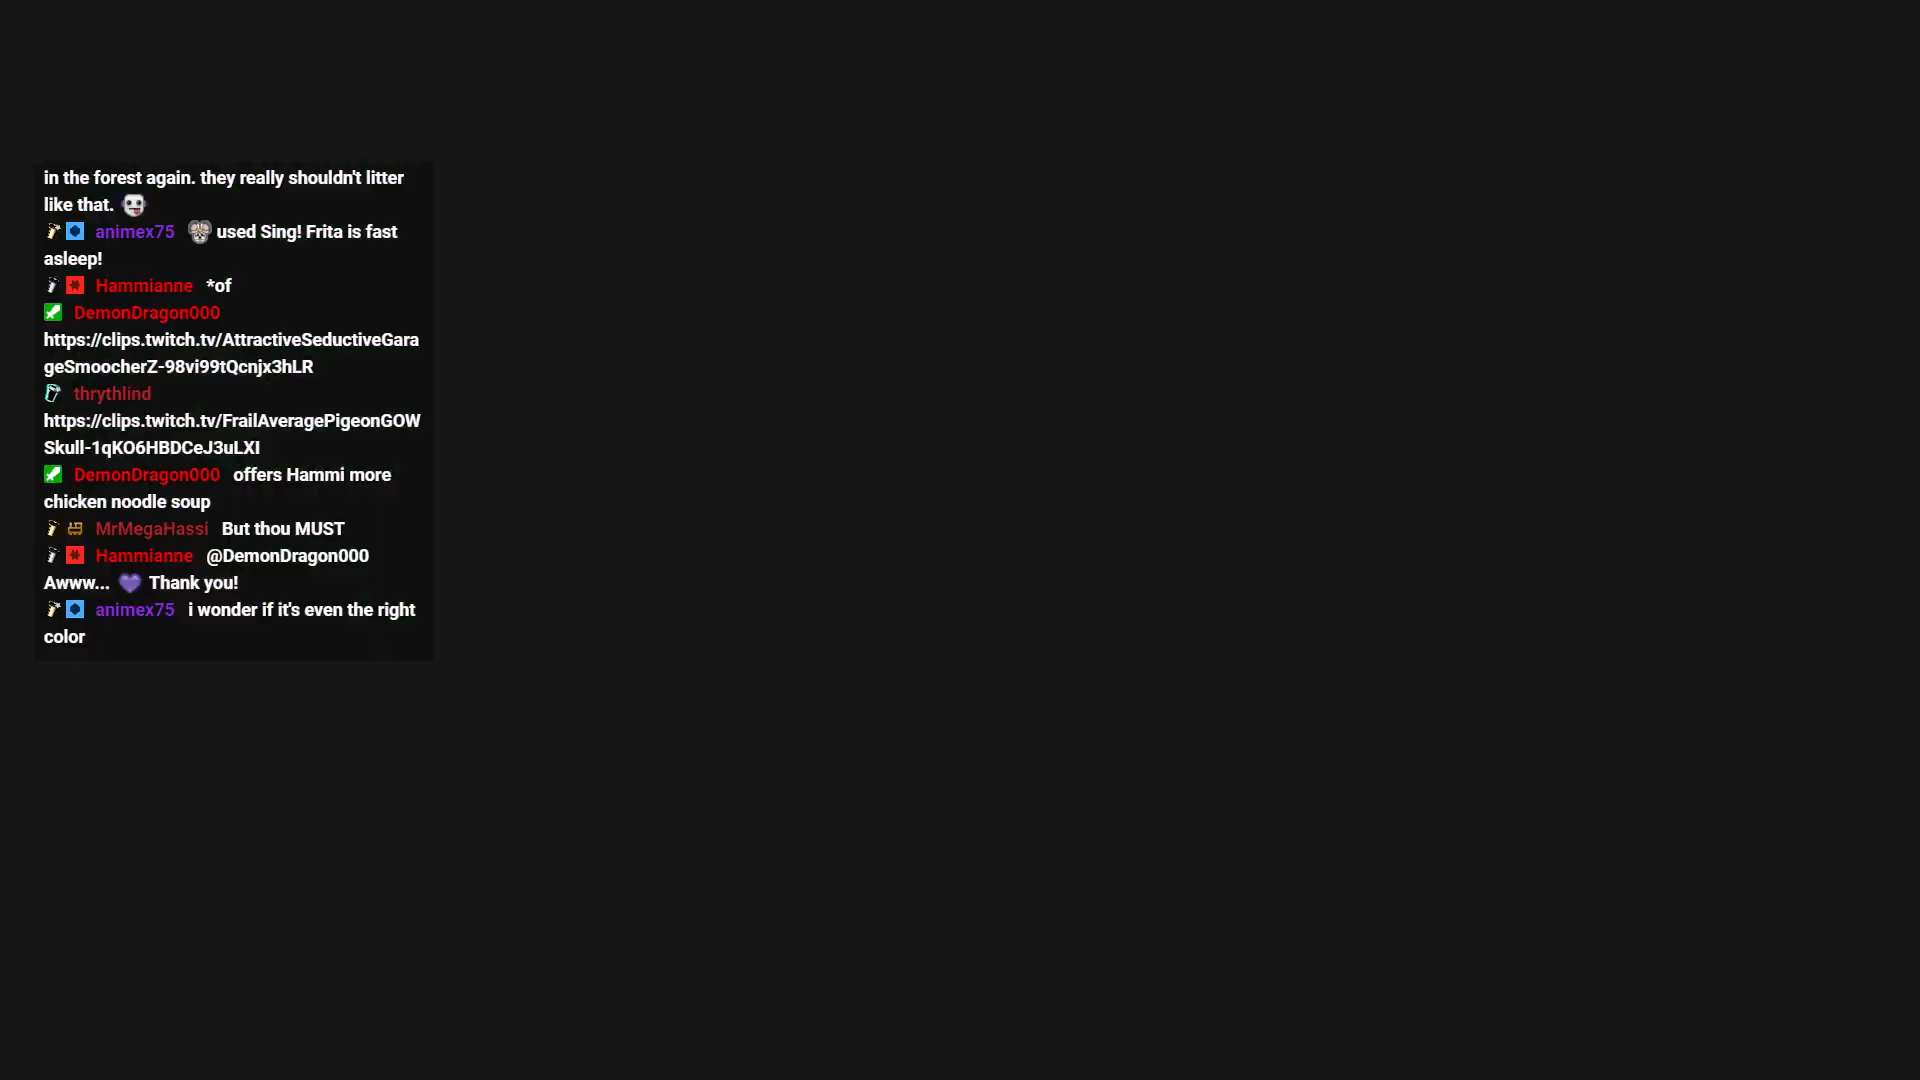 in the forest again. they really shouldn't litter
like that.
animex75 used Sing! Frita is fast
asleep!
Hammianne *of
DemonDragon000
https://clips.twitch.tv/AttractiveSeductiveGara
geSmoocherZ-98vi99tQcnjx3hLR
thrythlind
https://clips.twitch.tv/FrailAveragePigeonGOW
Skull-1qKO6HBDCeJ3uLXI
DemonDragon000 offers Hammi more
chicken noodle soup
MrMegaHassi But thou MUST
Hammianne @DemonDragon000
Awww... Thank you!
animex75 i wonder if it's even the right
color